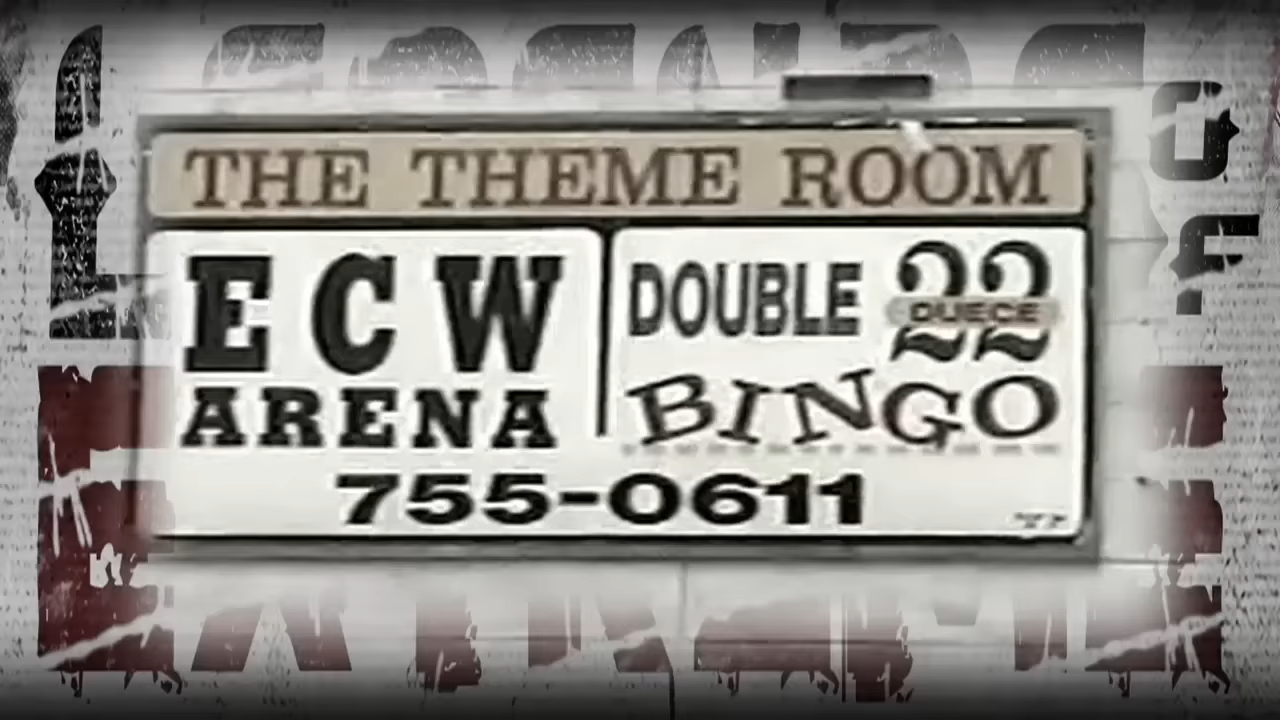 THE THEME ROOM
ECW
ARENA
DOUBLE 22
DUECE
BINGO
755-0611